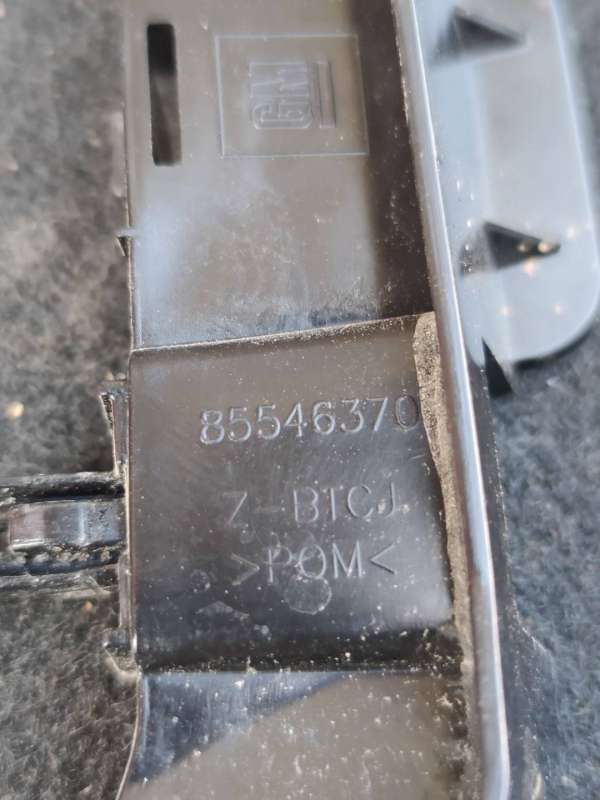 GM
85546370
Z-BTCJ
>POM<